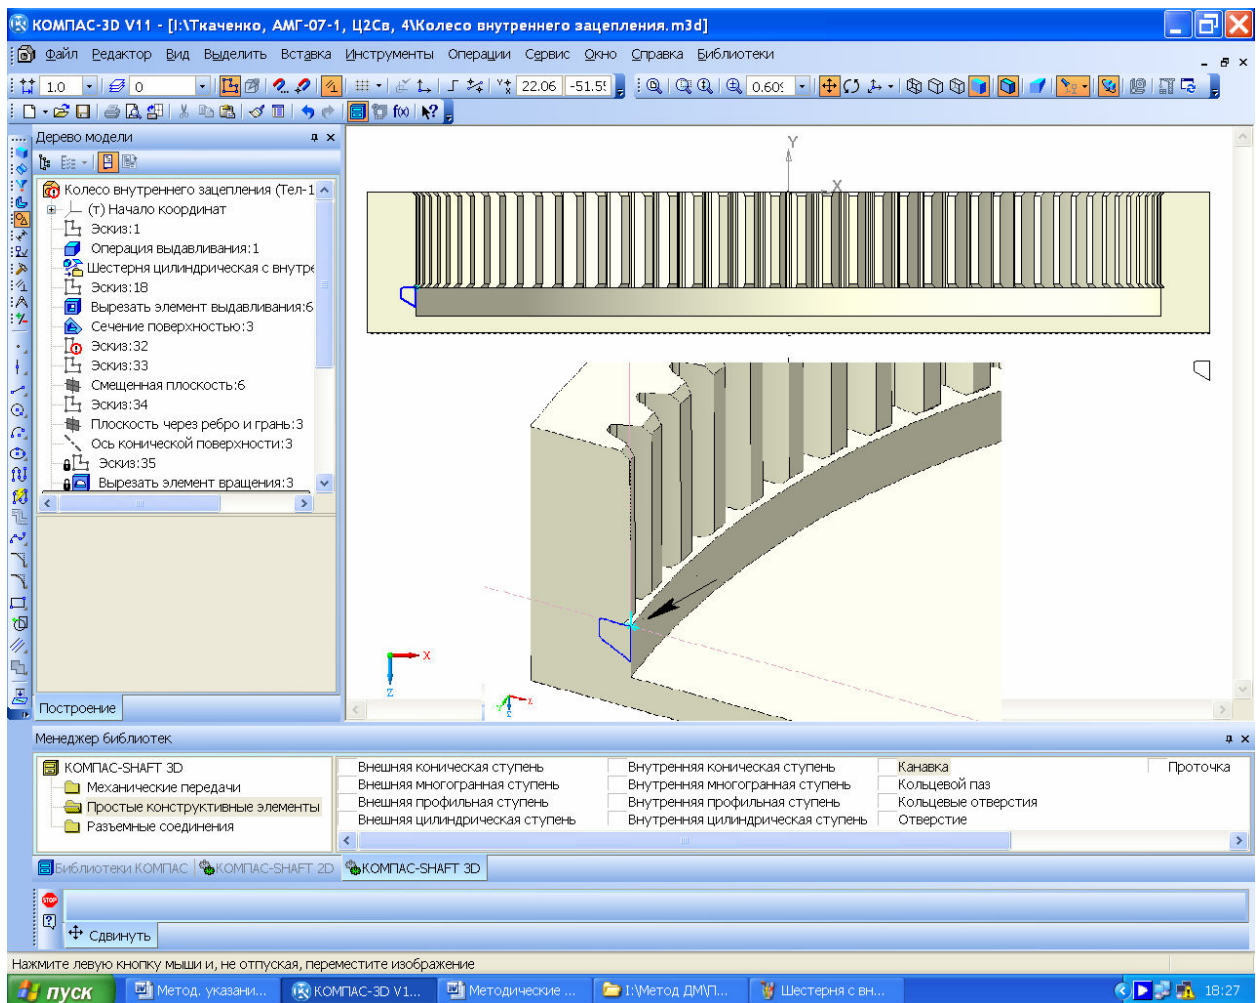 КОМПАС-3D V11 - [I:\Ткаченко, АМГ-07-1, Ц2Св, 4\Колесо внутреннего зацепления.m3d]
Файл Редактор Вид Выделить Вставка Инструменты Операции Сервис Окно Справка Библиотеки
1.0 0 22.06 -51.5 0.609
f(x)
Дерево модели
Колесо внутреннего зацепления (Тел-1
(т) Начало координат
Эскиз:1
Операция выдавливания:1
Шестерня цилиндрическая с внутре
Эскиз:18
Вырезать элемент выдавливания:6
Сечение поверхностью:3
Эскиз:32
Эскиз:33
Смещенная плоскость:6
Эскиз:34
Плоскость через ребро и грань:3
Ось конической поверхности:3
Эскиз:35
Вырезать элемент вращения:3
Y
X
X
Z
Построение
Менеджер библиотек
КОМПАС-SHAFT 3D
Механические передачи
Простые конструктивные элементы
Разъемные соединения
Внешняя коническая ступень Внутренняя коническая ступень Канавка Проточка
Внешняя многогранная ступень Внутренняя многогранная ступень Кольцевой паз
Внешняя профильная ступень Внутренняя профильная ступень Кольцевые отверстия
Внешняя цилиндрическая ступень Внутренняя цилиндрическая ступень Отверстие
Библиотеки КОМПАС КОМПАС-SHAFT 2D КОМПАС-SHAFT 3D
STOP
Сдвинуть
Нажмите левую кнопку мыши и, не отпуская, переместите изображение
пуск Метод. указани... КОМПАС-3D V1... Методические ... I:\Метод ДМ\П... Шестерня с вн... 18:27